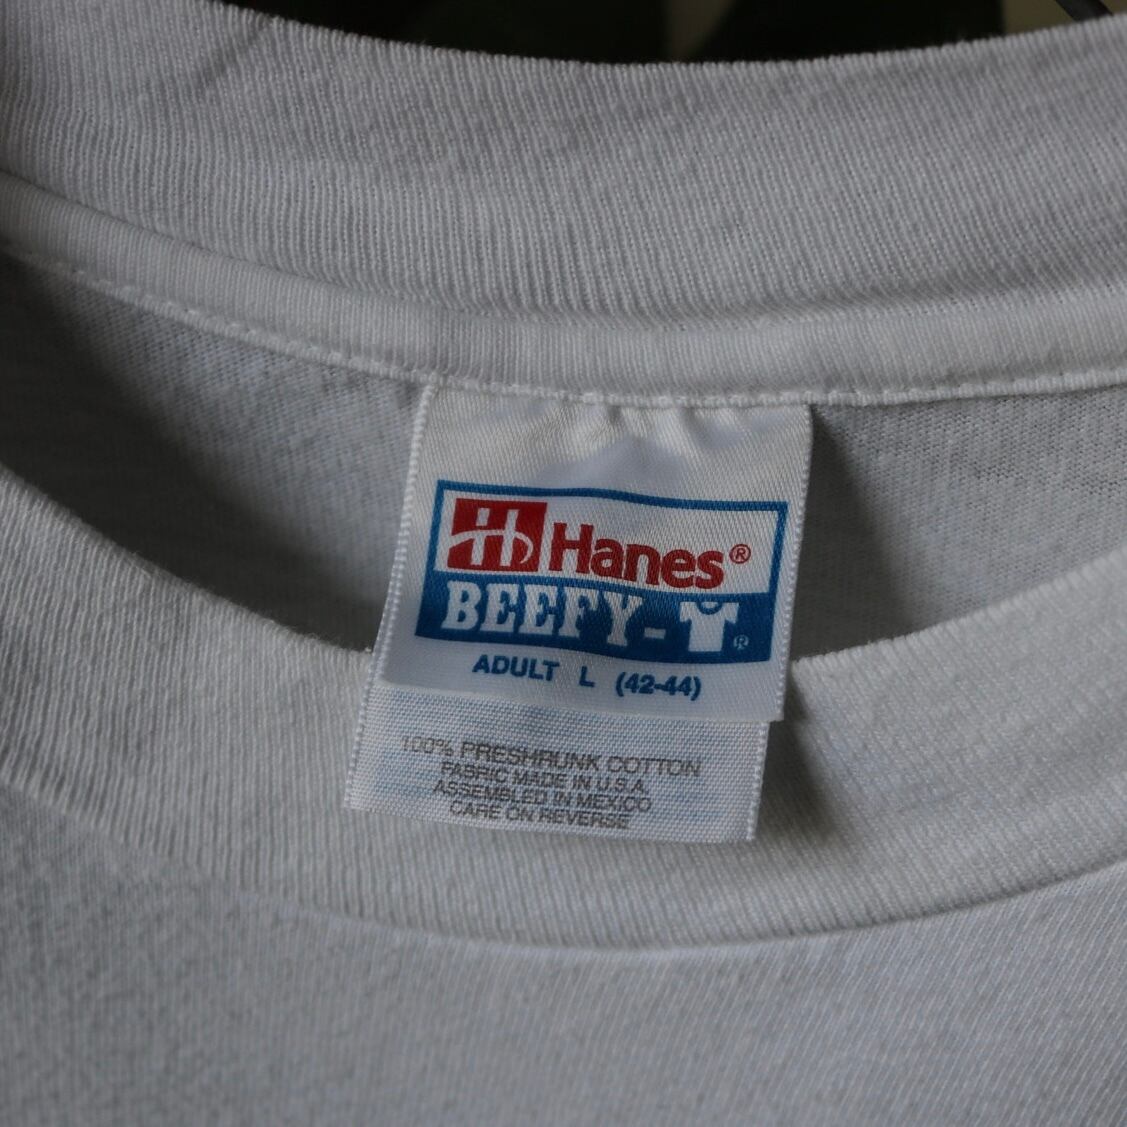 Hanes®
BEEFY-T®
ADULT L (42-44)
100% PRESHRUNK COTTON
FABRIC MADE IN U.S.A.
ASSEMBLED IN MEXICO
CARE ON REVERSE